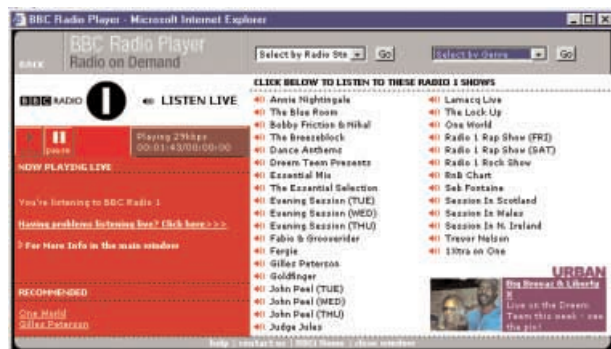 BBC Radio Player - Microsoft Internet Explorer
BACK
BBC Radio Player
Radio on Demand
Select by Radio Stn
Go
Select by Genre
Go
BBC RADIO 1
LISTEN LIVE
pause
Playing 29kbps
00:01:43/00:00:00
NOW PLAYING LIVE
You're listening to BBC Radio 1
Having problems listening live? Click here>>>
> For More Info in the main window
RECOMMENDED
One World
Gilles Peterson
CLICK BELOW TO LISTEN TO THESE RADIO 1 SHOWS
Annie Nightingale
The Blue Room
Bobby Friction & Nihal
The Breezeblock
Dance Anthems
Dreem Teem Presents
Essential Mix
The Essential Selection
Evening Session (TUE)
Evening Session (WED)
Evening Session (THU)
Fabio & Grooverider
Fergie
Gilles Peterson
Goldfinger
John Peel (TUE)
John Peel (WED)
John Peel (THU)
Judge Jules
Lamacq Live
The Lock Up
One World
Radio 1 Rap Show (FRI)
Radio 1 Rap Show (SAT)
Radio 1 Rock Show
RnB Chart
Seb Fontaine
Session In Scotland
Session In Wales
Session In N. Ireland
Trevor Nelson
1Xtra on One
URBAN
Big Brovaz & Liberty
X
Live on the Dreem
Team this week - see
the pix!
help | contact us | BBCi Home | close window